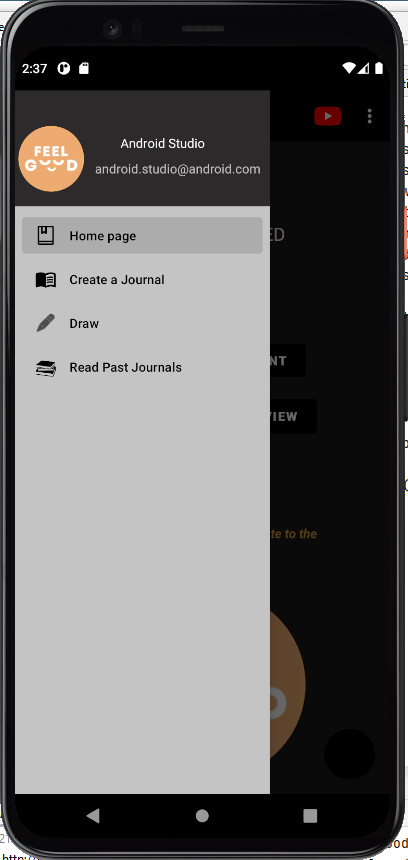 2:37
FEEL
GOOD
Android Studio
android.studio@android.com
Home page
Create a Journal
Draw
Read Past Journals
ED
NT
VIEW
te to the